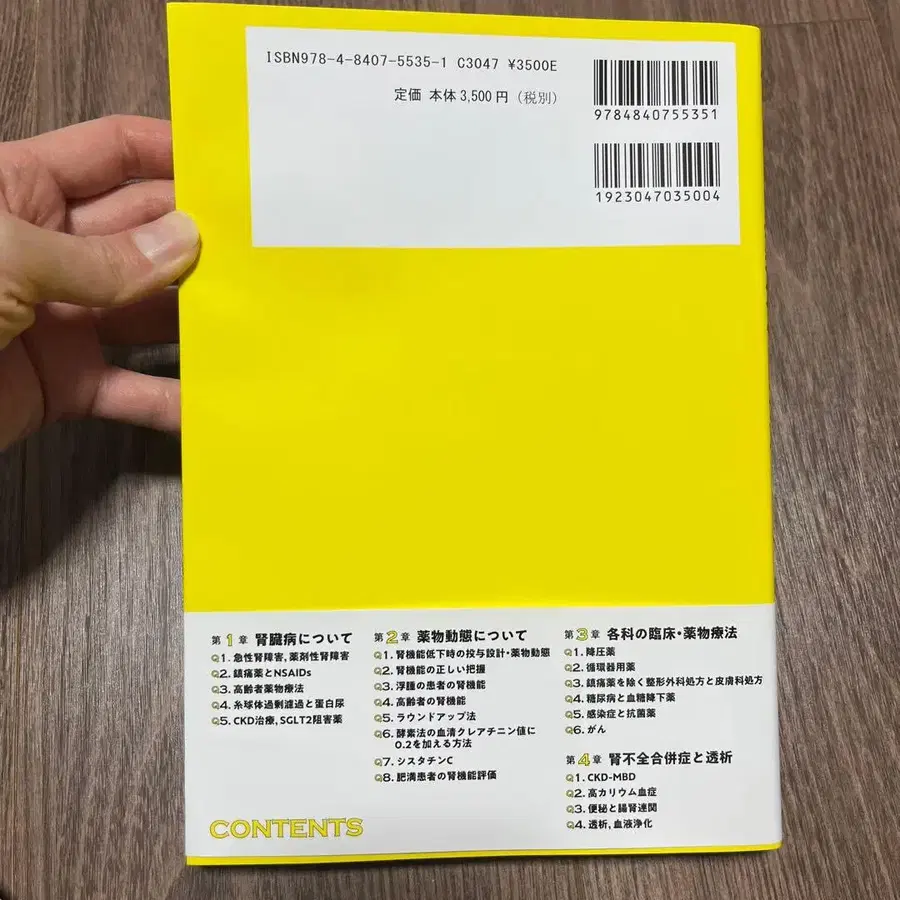 ISBN978-4-8407-5535-1 C3047 ¥3500E
定価 本体3,500円(税別)
9784840755351
1923047035004
第1章 腎臓病について
Q1. 急性腎障害,薬剤性腎障害
Q2. 鎮痛薬とNSAIDs
Q3. 高齢者薬物療法
Q4. 糸球体過剰濾過と蛋白尿
Q5. CKD治療, SGLT2阻害薬
第2章 薬物動態について
Q1. 腎機能低下時の投与設計・薬物動態
Q2. 腎機能の正しい把握
Q3. 浮腫の患者の腎機能
Q4. 高齢者の腎機能
Q5. ラウンドアップ法
Q6. 酵素法の血清クレアチニン値に
0.2を加える方法
Q7. シスタチンC
Q8. 肥満患者の腎機能評価
第3章 各科の臨床・薬物療法
Q1. 降圧薬
Q2. 循環器用薬
Q3. 鎮痛薬を除く整形外科処方と皮膚科処方
Q4. 糖尿病と血糖降下薬
Q5. 感染症と抗菌薬
Q6. がん
第4章 腎不全合併症と透析
Q1. CKD-MBD
Q2. 高カリウム血症
Q3. 便秘と腸腎連関
Q4. 透析,血液浄化
CONTENTS